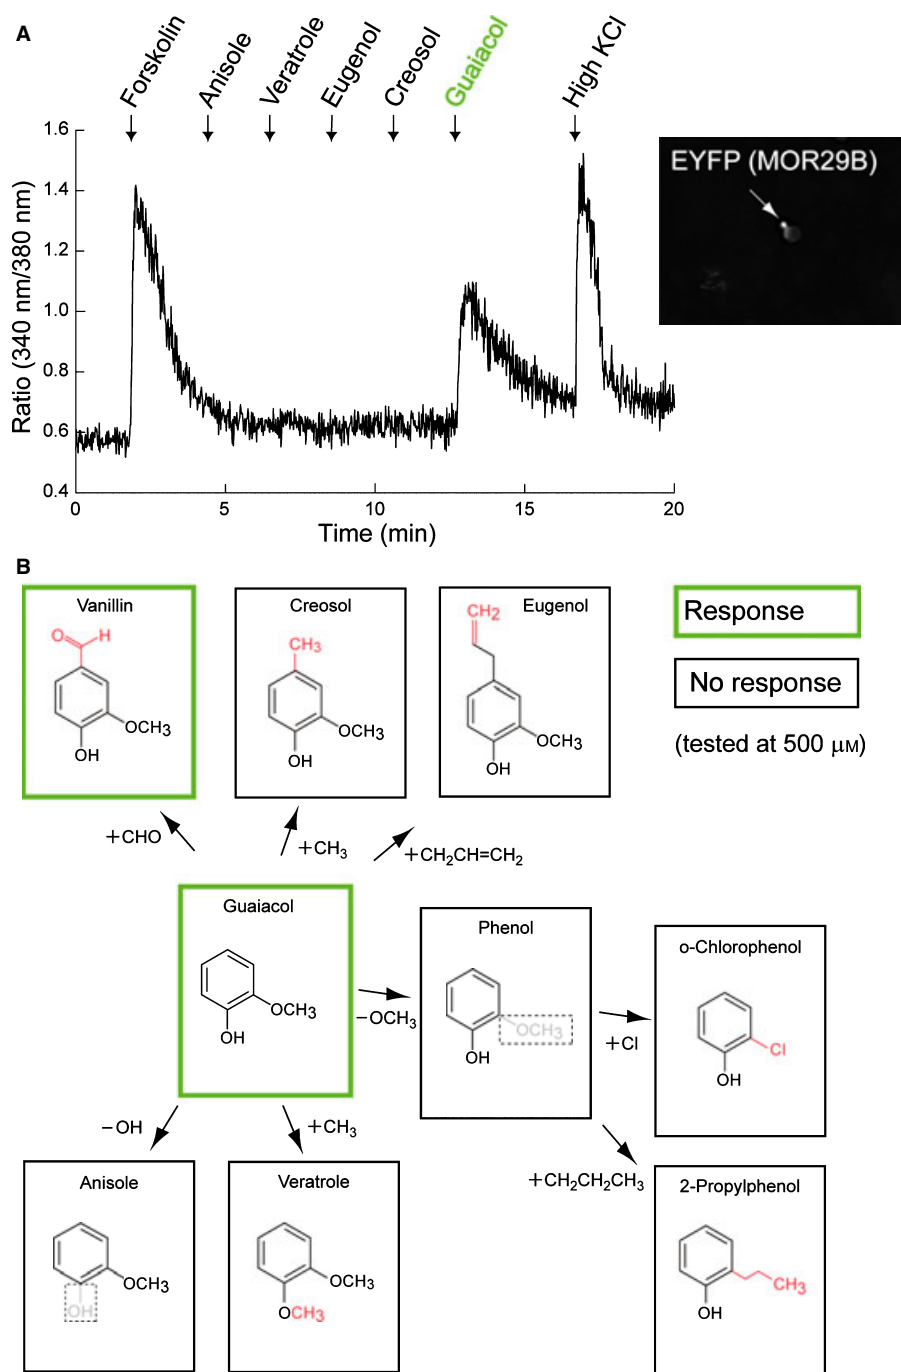 A
Forskolin
Anisole
Veratrole
Eugenol
Creosol
Guaiacol
High KCl
1.6
1.4
1.2
1.0
0.8
0.6
0.4
Ratio (340 nm/380 nm)
0
5
10
15
20
Time (min)
EYFP (MOR29B)
B
Vanillin
O
H
OCH3
OH
Creosol
CH3
OCH3
OH
Eugenol
CH2
OCH3
OH
Response
No response
(tested at 500 μM)
+CHO
+CH3
+CH2CH=CH2
Guaiacol
OCH3
OH
−OCH3
Phenol
OCH3
OH
+Cl
o-Chlorophenol
Cl
OH
−OH
+CH3
+CH2CH2CH3
Anisole
OCH3
OH
Veratrole
OCH3
OCH3
2-Propylphenol
CH3
OH